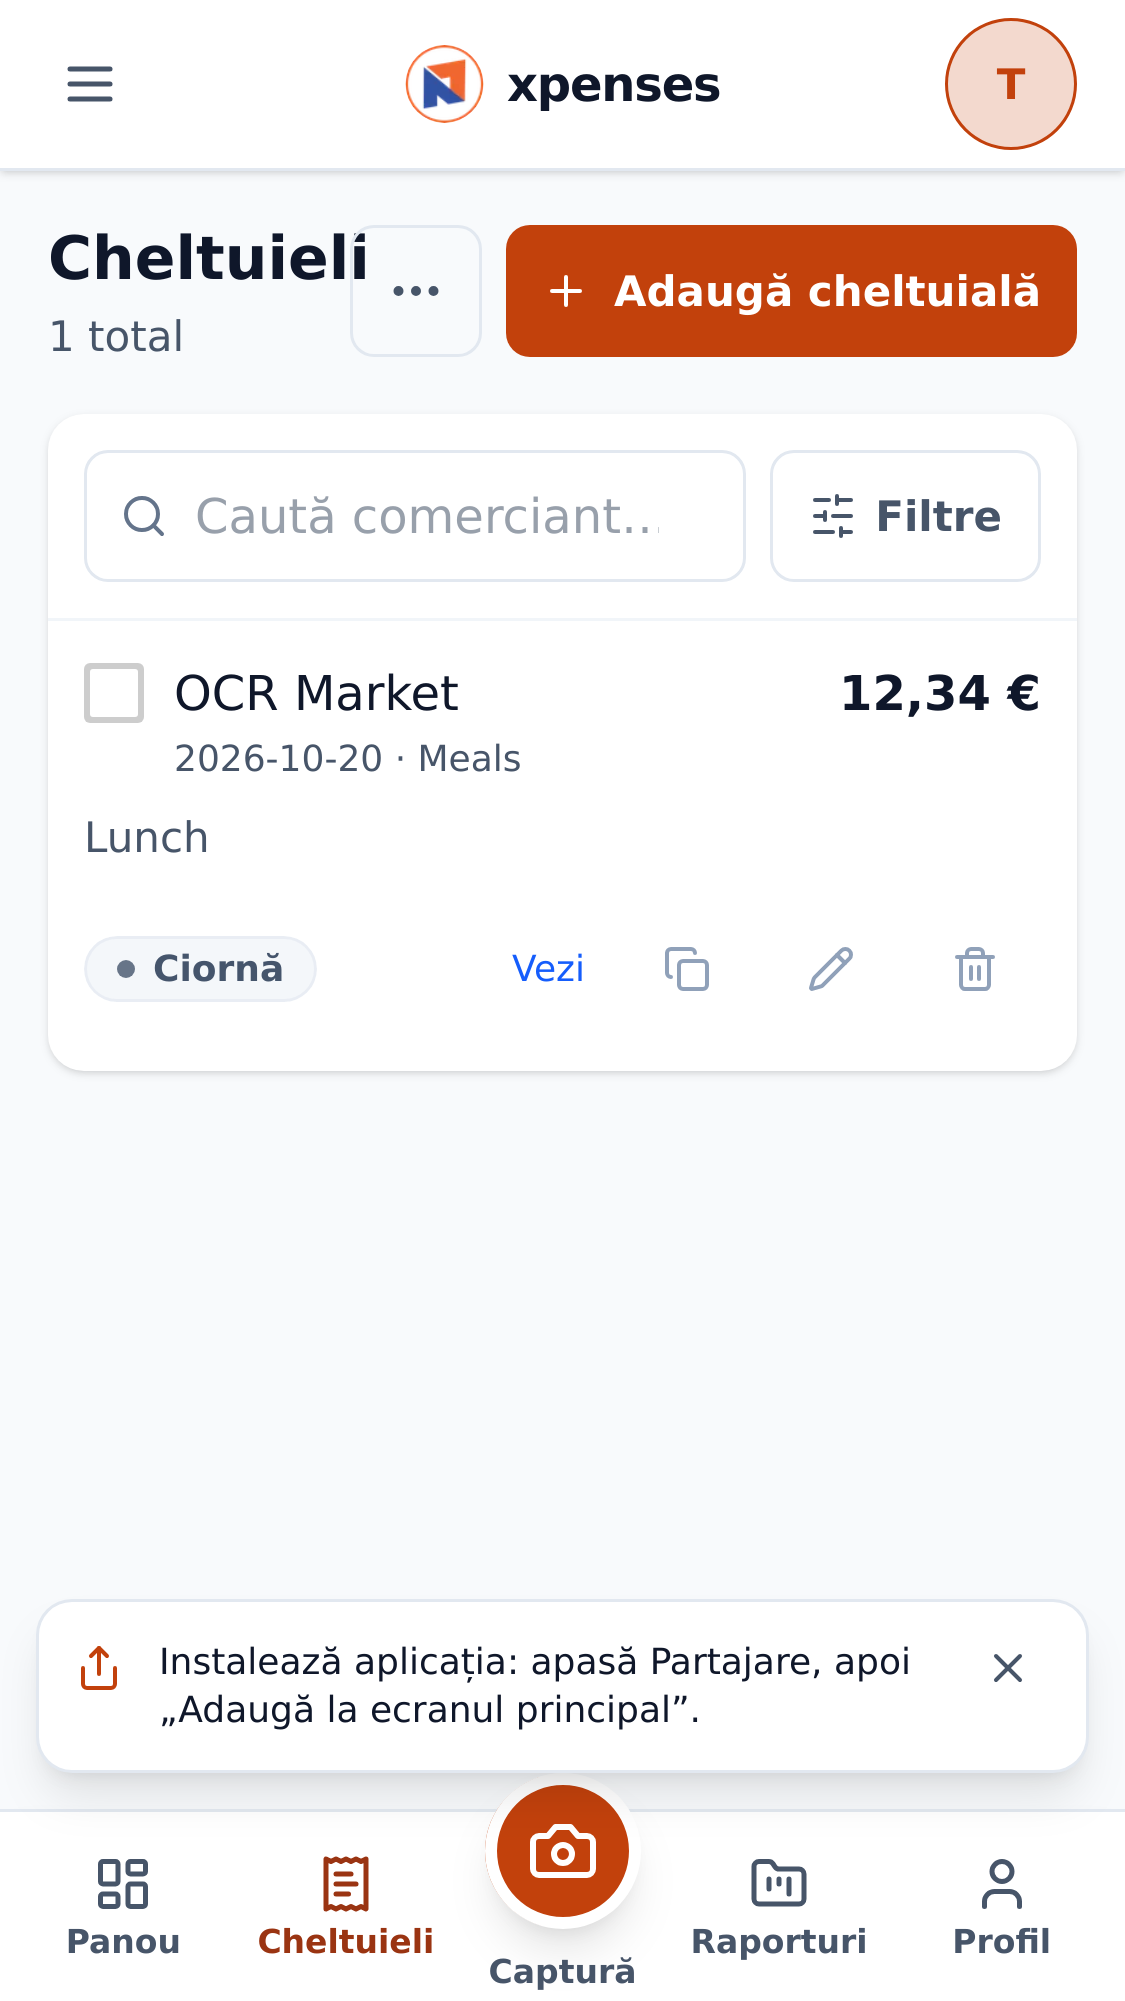 xpenses
T
Cheltuieli
1 total
Adaugă cheltuială
Caută comerciant...
Filtre
OCR Market
12,34 €
2026-10-20 · Meals
Lunch
Ciornă
Vezi
Instalează aplicația: apasă Partajare, apoi
„Adaugă la ecranul principal”.
Panou
Cheltuieli
Captură
Raporturi
Profil